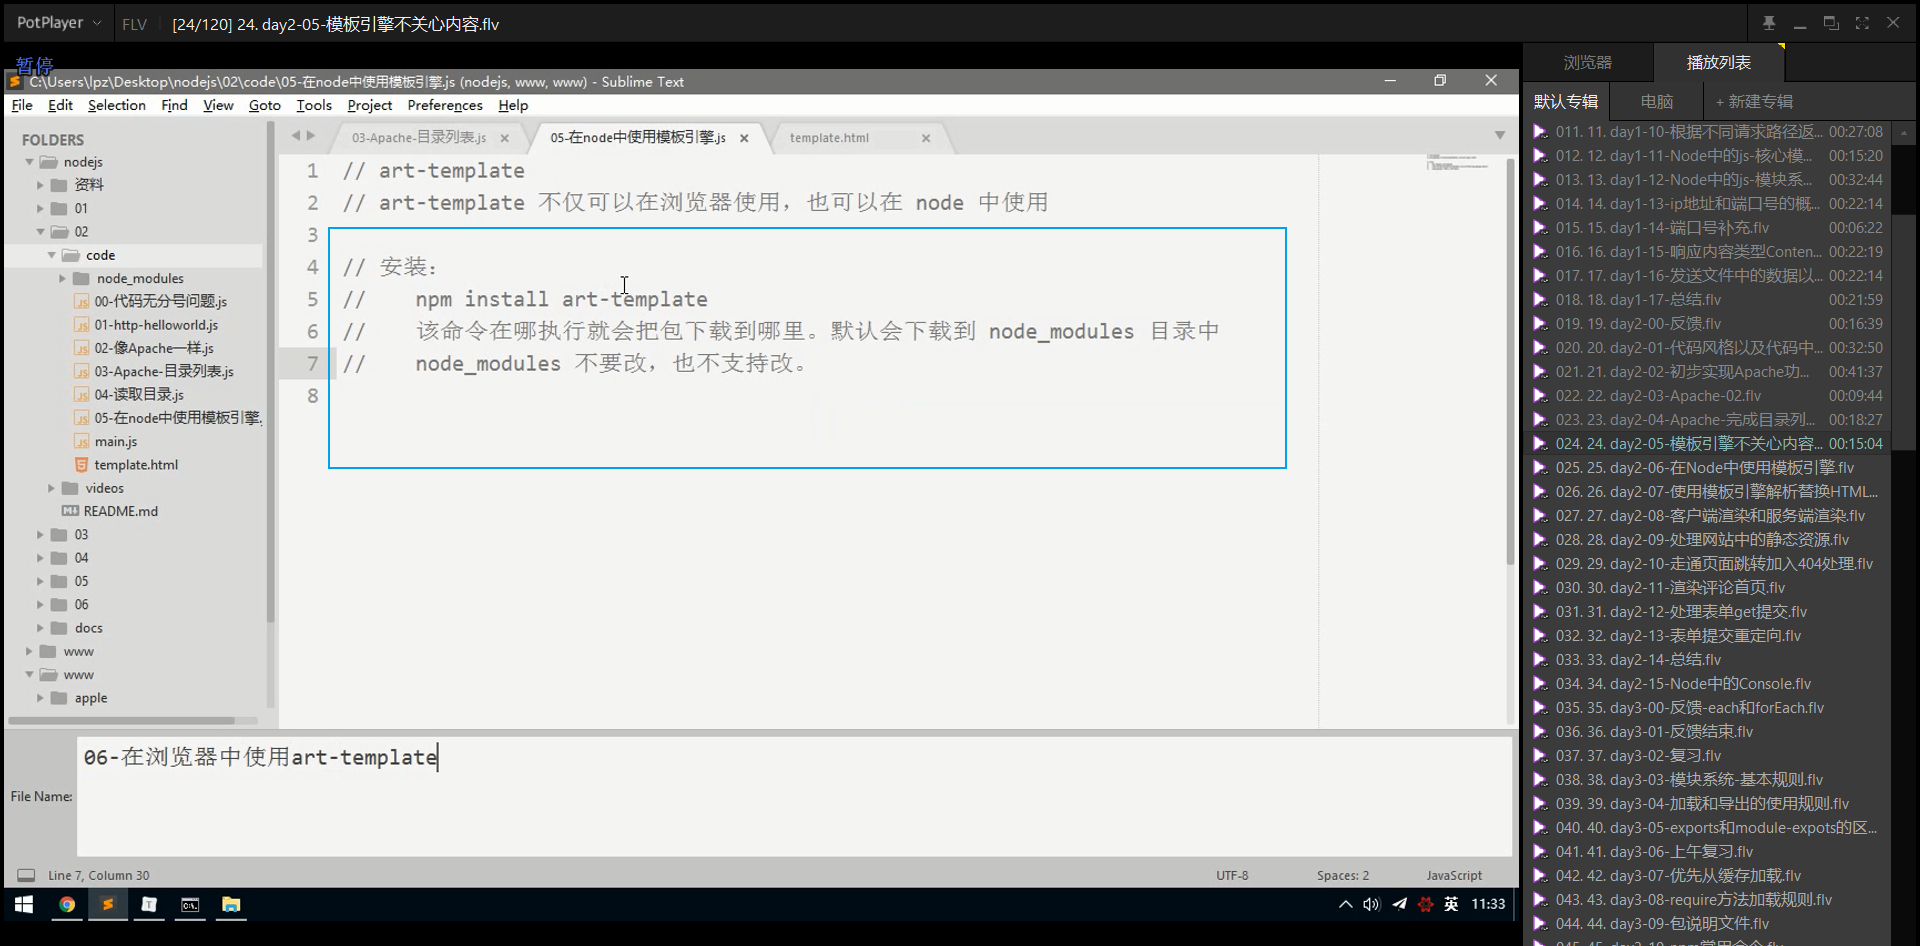 PotPlayer
FLV
[24/120] 24. day2-05-模板引擎不关心内容.flv
暂停
C:\Users\lpz\Desktop\nodejs\02\code\05-在node中使用模板引擎.js (nodejs, www, www) - Sublime Text
File Edit Selection Find View Goto Tools Project Preferences Help
FOLDERS
nodejs
资料
01
02
code
node_modules
00-代码无分号问题.js
01-http-helloworld.js
02-像Apache一样.js
03-Apache-目录列表.js
04-读取目录.js
05-在node中使用模板引擎.
main.js
template.html
videos
README.md
03
04
05
06
docs
www
www
apple
03-Apache-目录列表.js
05-在node中使用模板引擎.js
template.html
1 // art-template
2 // art-template 不仅可以在浏览器使用，也可以在 node 中使用
3
4 // 安装：
5 // npm install art-template
6 // 该命令在哪执行就会把包下载到哪里。默认会下载到 node_modules 目录中
7 // node_modules 不要改，也不支持改。
8
File Name:
06-在浏览器中使用art-template
Line 7, Column 30
UTF-8
Spaces: 2
JavaScript
英
11:33
浏览器
播放列表
默认专辑
电脑
+ 新建专辑
011. 11. day1-10-根据不同请求路径返... 00:27:08
012. 12. day1-11-Node中的js-核心模... 00:15:20
013. 13. day1-12-Node中的js-模块系... 00:32:44
014. 14. day1-13-ip地址和端口号的概... 00:22:14
015. 15. day1-14-端口号补充.flv 00:06:22
016. 16. day1-15-响应内容类型Conten... 00:22:19
017. 17. day1-16-发送文件中的数据以... 00:22:14
018. 18. day1-17-总结.flv 00:21:59
019. 19. day2-00-反馈.flv 00:16:39
020. 20. day2-01-代码风格以及代码中... 00:32:50
021. 21. day2-02-初步实现Apache功... 00:41:37
022. 22. day2-03-Apache-02.flv 00:09:44
023. 23. day2-04-Apache-完成目录列... 00:18:27
024. 24. day2-05-模板引擎不关心内容... 00:15:04
025. 25. day2-06-在Node中使用模板引擎.flv
026. 26. day2-07-使用模板引擎解析替换HTML...
027. 27. day2-08-客户端渲染和服务端渲染.flv
028. 28. day2-09-处理网站中的静态资源.flv
029. 29. day2-10-走通页面跳转加入404处理.flv
030. 30. day2-11-渲染评论首页.flv
031. 31. day2-12-处理表单get提交.flv
032. 32. day2-13-表单提交重定向.flv
033. 33. day2-14-总结.flv
034. 34. day2-15-Node中的Console.flv
035. 35. day3-00-反馈-each和forEach.flv
036. 36. day3-01-反馈结束.flv
037. 37. day3-02-复习.flv
038. 38. day3-03-模块系统-基本规则.flv
039. 39. day3-04-加载和导出的使用规则.flv
040. 40. day3-05-exports和module-expots的区...
041. 41. day3-06-上午复习.flv
042. 42. day3-07-优先从缓存加载.flv
043. 43. day3-08-require方法加载规则.flv
044. 44. day3-09-包说明文件.flv